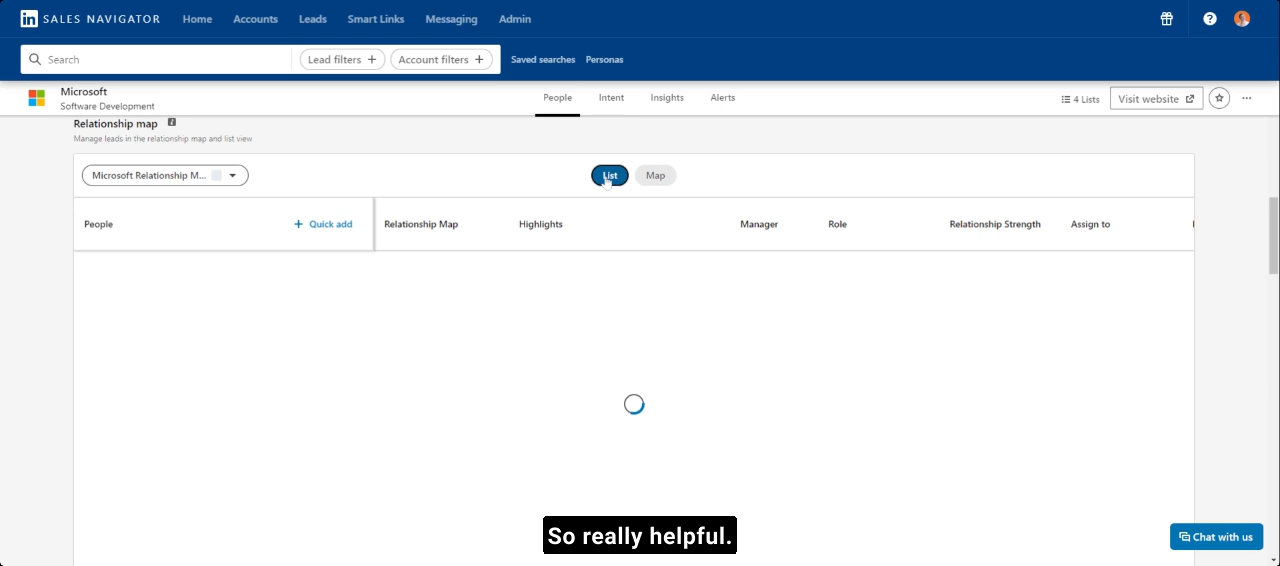 in SALES NAVIGATOR Home Accounts Leads Smart Links Messaging Admin
Search Lead filters + Account filters + Saved searches Personas
Microsoft
Software Development
People Intent Insights Alerts
4 Lists Visit website
Relationship map
Manage leads in the relationship map and list view
Microsoft Relationship M... List Map
People + Quick add Relationship Map Highlights Manager Role Relationship Strength Assign to
So really helpful.
Chat with us